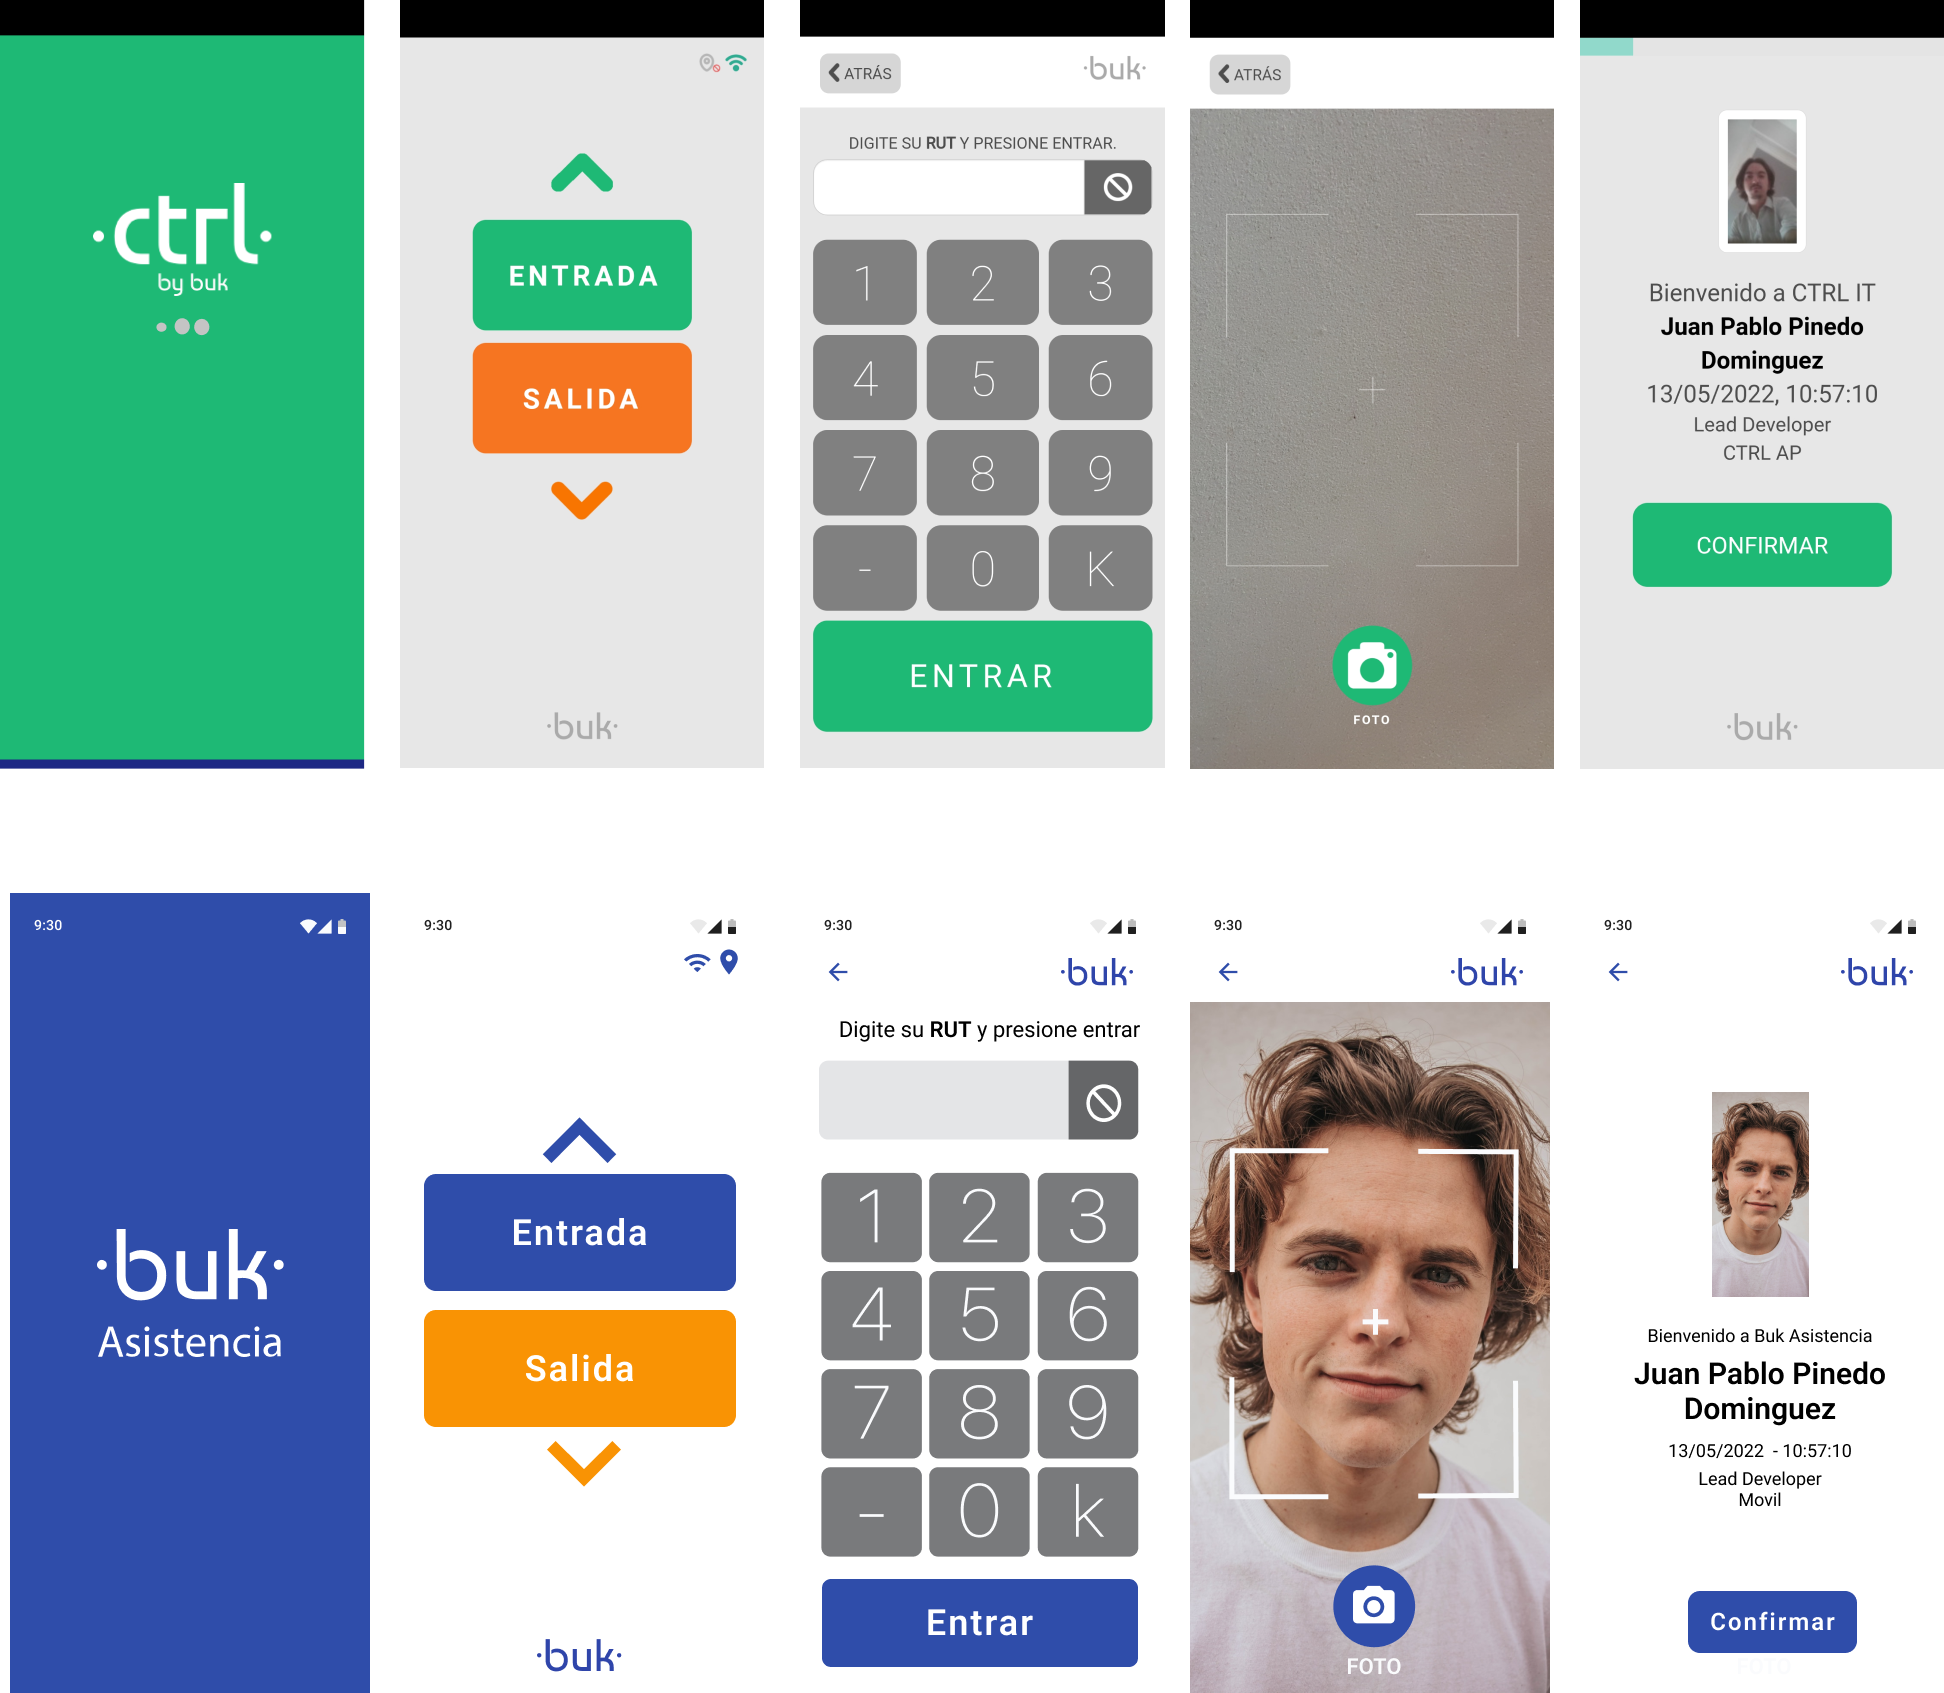 ·ctrl·
by buk
ENTRADA
SALIDA
·buk·
ATRÁS
·buk·
DIGITE SU RUT Y PRESIONE ENTRAR.
1 2 3
4 5 6
7 8 9
- 0 K
ENTRAR
ATRÁS
FOTO
Bienvenido a CTRL IT
Juan Pablo Pinedo
Dominguez
13/05/2022, 10:57:10
Lead Developer
CTRL AP
CONFIRMAR
·buk·
9:30
·buk·
Asistencia
9:30
Entrada
Salida
·buk·
9:30
·buk·
Digite su RUT y presione entrar
1 2 3
4 5 6
7 8 9
- 0 k
Entrar
9:30
·buk·
FOTO
9:30
·buk·
Bienvenido a Buk Asistencia
Juan Pablo Pinedo
Dominguez
13/05/2022 - 10:57:10
Lead Developer
Movil
Confirmar
FOTO